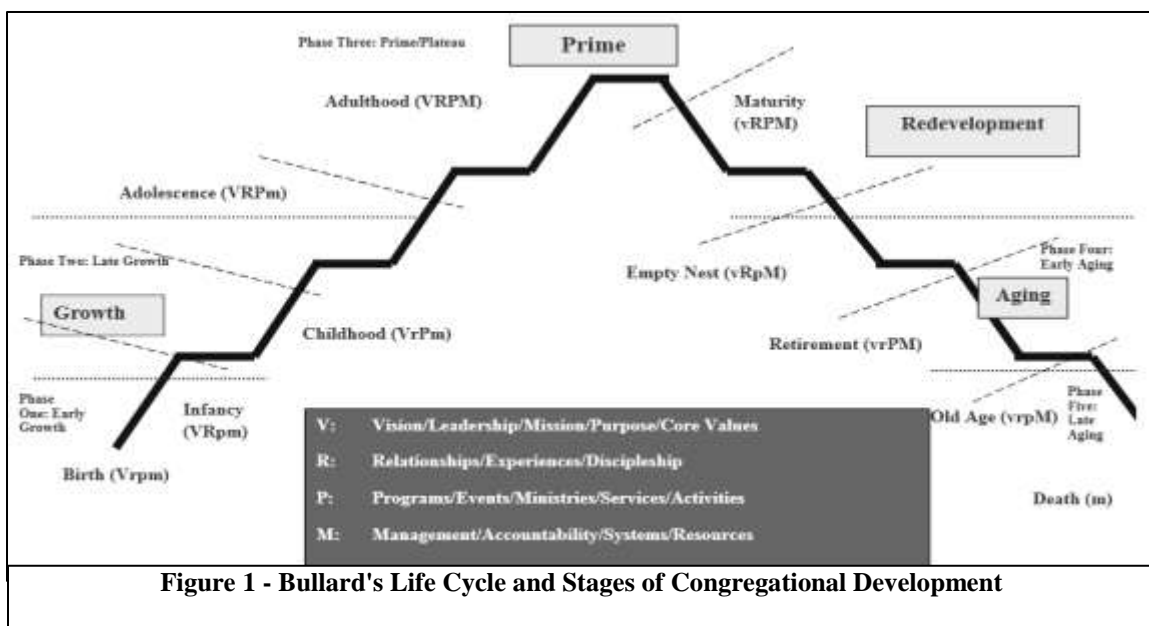 Phase Three: Prime/Plateau
Prime
Adulthood (VRPM)
Maturity
(vRPM)
Redevelopment
Adolescence (VRPm)
Phase Two: Late Growth
Empty Nest (vRpM)
Phase Four:
Early Aging
Growth
Childhood (VrPm)
Retirement (vrPM)
Aging
Phase
One: Early
Growth
Infancy
(VRpm)
Old Age (vrpM)
Phase
Five:
Late
Aging
Birth (Vrpm)
Death (m)
V: Vision/Leadership/Mission/Purpose/Core Values
R: Relationships/Experiences/Discipleship
P: Programs/Events/Ministries/Services/Activities
M: Management/Accountability/Systems/Resources
Figure 1 - Bullard's Life Cycle and Stages of Congregational Development